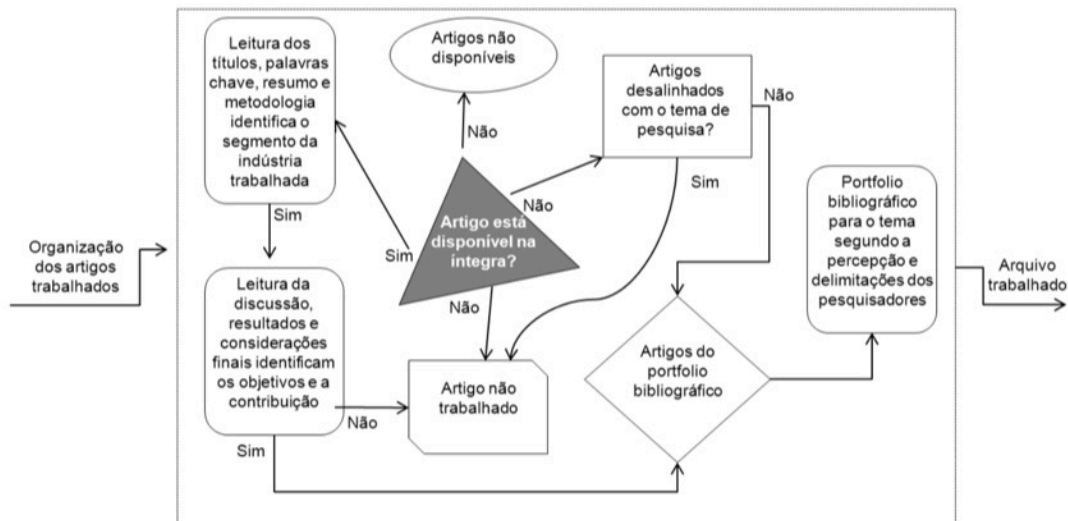 Organização
dos artigos
trabalhados
Leitura dos
títulos, palavras
chave, resumo e
metodologia
identifica o
segmento da
indústria
trabalhada
Sim
Leitura da
discussão,
resultados e
considerações
finais identificam
os objetivos e a
contribuição
Não
Sim
Artigos não
disponíveis
Não
Artigo está
disponível na
íntegra?
Sim
Não
Não
Artigo não
trabalhado
Artigos
desalinhados
com o tema de
pesquisa?
Não
Sim
Artigos do
portfolio
bibliográfico
Portfolio
bibliográfico
para o tema
segundo a
percepção e
delimitações dos
pesquisadores
Arquivo
trabalhado